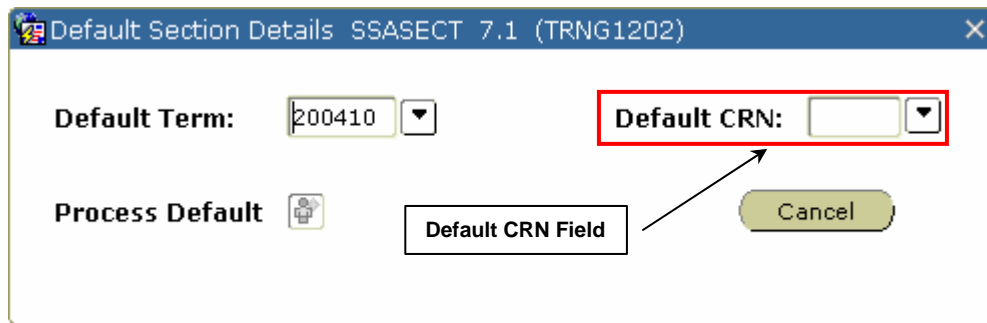 Default Section Details SSASECT 7.1 (TRNG1202)
Default Term: 200410 Default CRN:
Process Default Cancel
Default CRN Field